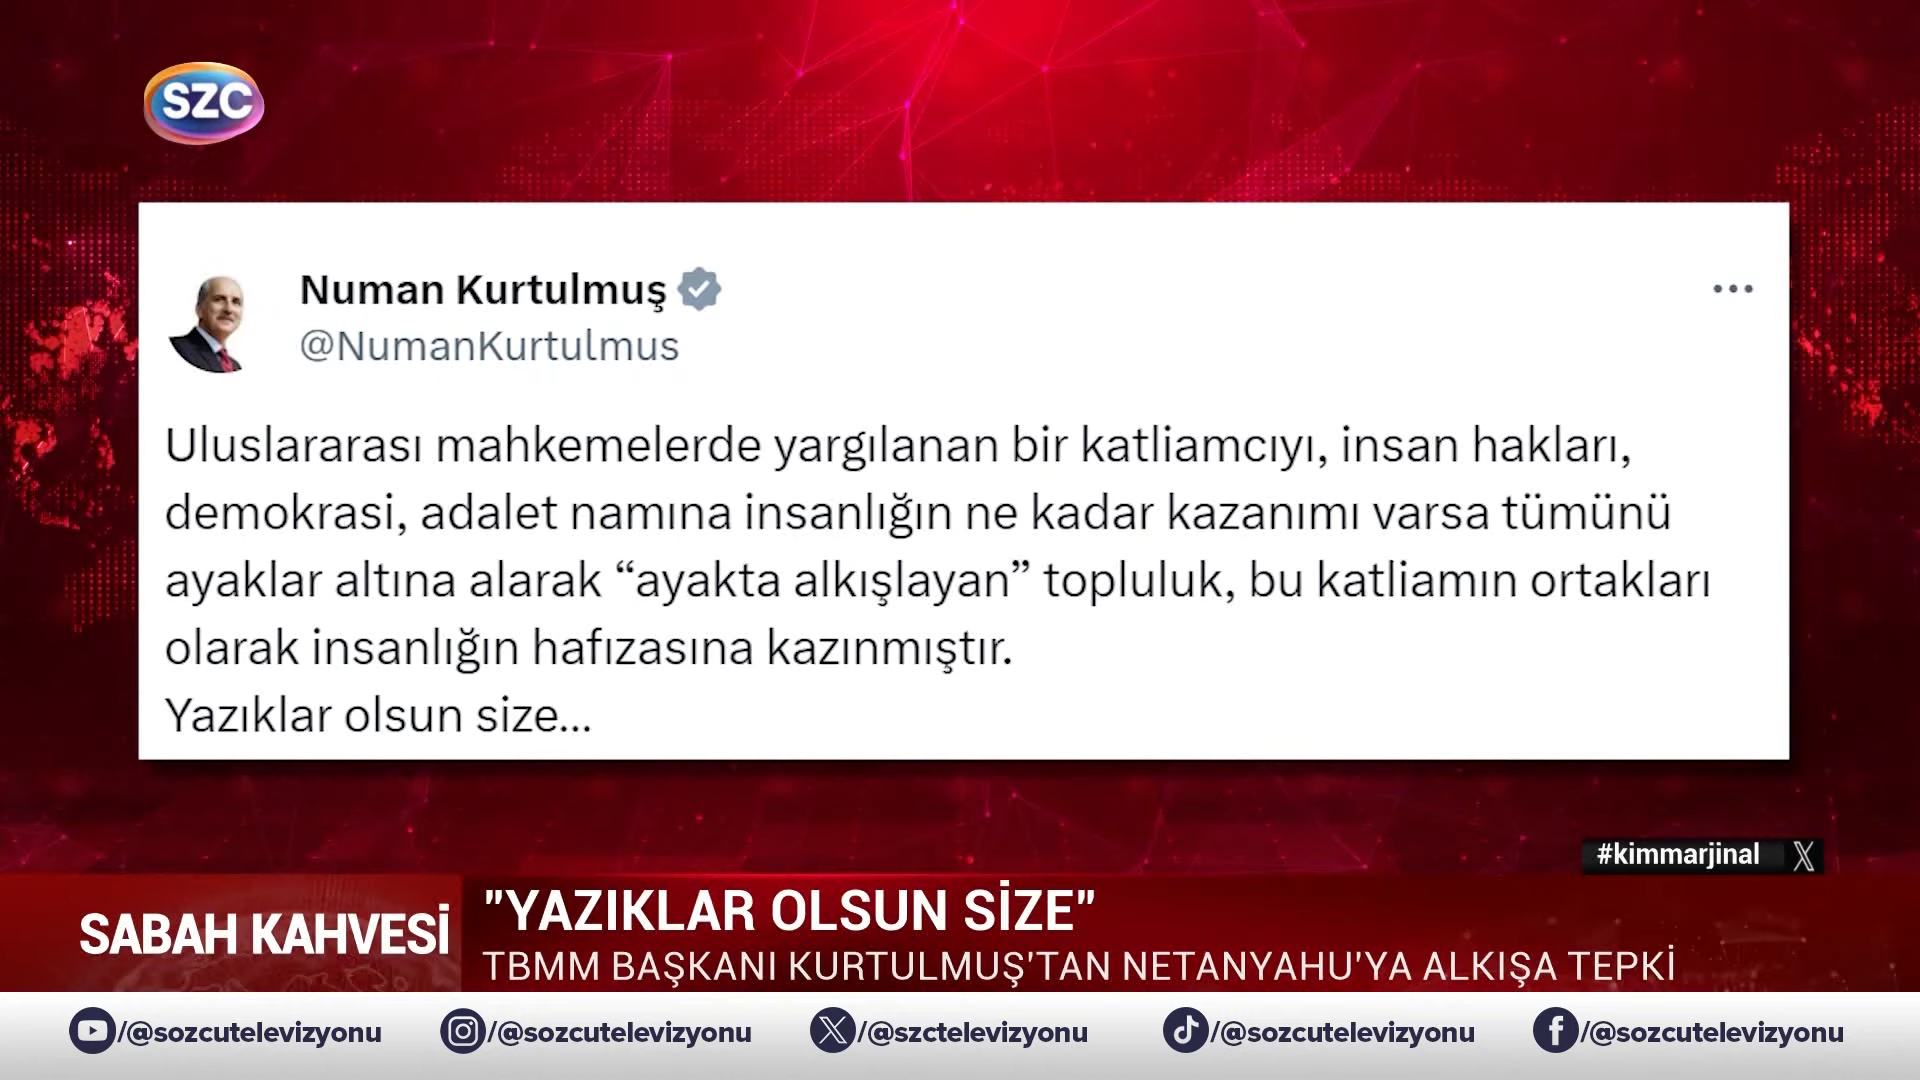 SZC
Numan Kurtulmuş
@NumanKurtulmus
Uluslararası mahkemelerde yargılanan bir katliamcıyı, insan hakları,
demokrasi, adalet namına insanlığın ne kadar kazanımı varsa tümünü
ayaklar altına alarak “ayakta alkışlayan” topluluk, bu katliamın ortakları
olarak insanlığın hafızasına kazınmıştır.
Yazıklar olsun size...
#kimmarjinal X
SABAH KAHVESİ
"YAZIKLAR OLSUN SİZE"
TBMM BAŞKANI KURTULMUŞ'TAN NETANYAHU'YA ALKIŞA TEPKİ
/@sozcutelevizyonu /@sozcutelevizyonu /@szctelevizyonu /@sozcutelevizyonu /@sozcutelevizyonu